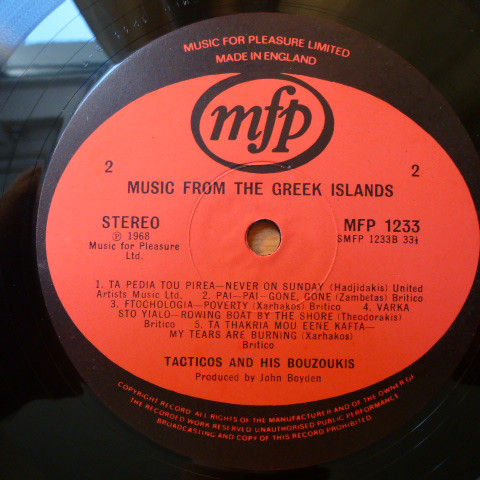 MUSIC FOR PLEASURE LIMITED
MADE IN ENGLAND
mfp
2
2
MUSIC FROM THE GREEK ISLANDS
STEREO
℗ 1968
Music for Pleasure
Ltd.
MFP 1233
SMFP 1233B 33⅓
1. TA PEDIA TOU PIREA—NEVER ON SUNDAY (Hadjidakis) United
Artists Music Ltd. 2. PAI—PAI—GONE, GONE (Zambetas) Britico
3. FTOCHOLOGIA—POVERTY (Xarhakos) Britico 4. VARKA
STO YIALO—ROWING BOAT BY THE SHORE (Theodorakis)
Britico 5. TA THAKRIA MOU EENE KAFTA—
MY TEARS ARE BURNING (Xarhakos)
Britico
TACTICOS AND HIS BOUZOUKIS
Produced by John Boyden
COPYRIGHT RECORD ALL RIGHTS OF THE MANUFACTURER AND OF THE OWNER OF
THE RECORDED WORK RESERVED UNAUTHORISED PUBLIC PERFORMANCE
BROADCASTING AND COPY OF THIS RECORD PROHIBITED